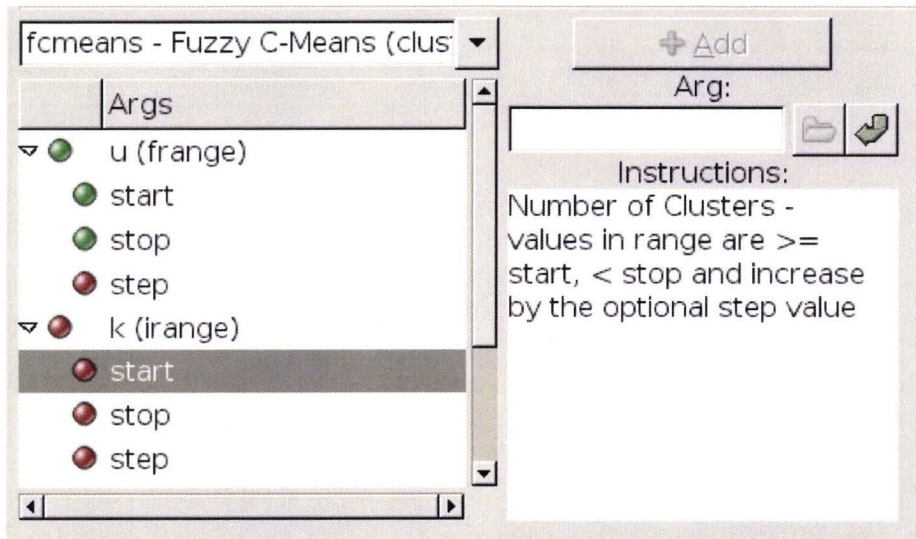 fcmeans - Fuzzy C-Means (clus
Add
Args
Arg:
u (frange)
start
stop
step
k (irange)
start
stop
step
Instructions:
Number of Clusters -
values in range are >=
start, < stop and increase
by the optional step value